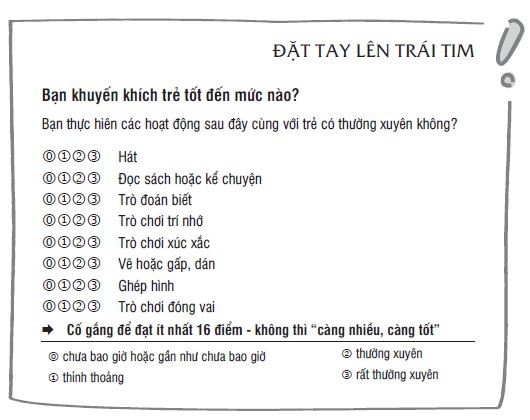 ĐẶT TAY LÊN TRÁI TIM
Bạn khuyến khích trẻ tốt đến mức nào?
Bạn thực hiện các hoạt động sau đây cùng với trẻ có thường xuyên không?
⓪①②③ Hát
⓪①②③ Đọc sách hoặc kể chuyện
⓪①②③ Trò đoán biết
⓪①②③ Trò chơi trí nhớ
⓪①②③ Trò chơi xúc xắc
⓪①②③ Vẽ hoặc gấp, dán
⓪①②③ Ghép hình
⓪①②③ Trò chơi đóng vai
➡ Cố gắng để đạt ít nhất 16 điểm - không thì “càng nhiều, càng tốt”
⓪ chưa bao giờ hoặc gần như chưa bao giờ
① thỉnh thoảng
② thường xuyên
③ rất thường xuyên